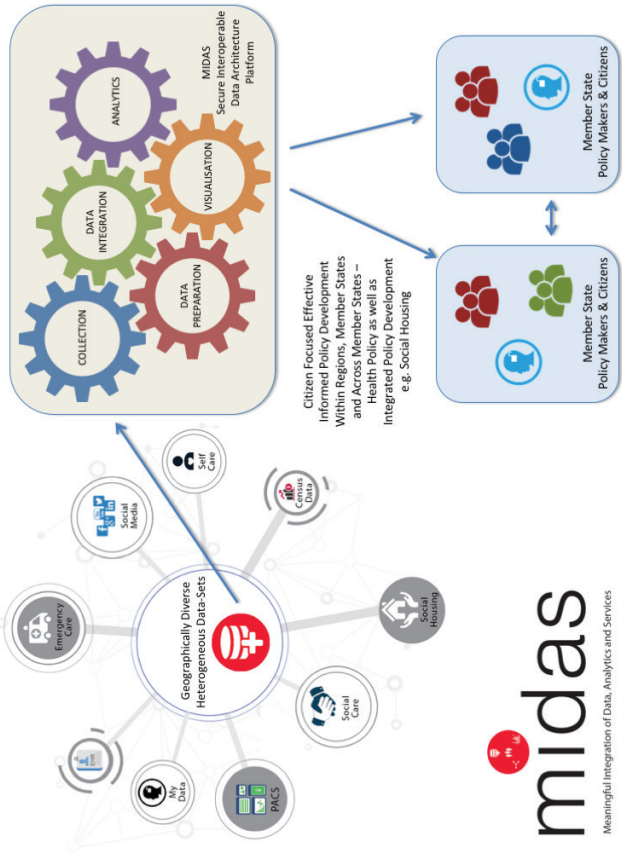 Emergency
Care
Social
Media
Self
Care
Census
Data
Social
Housing
Social
Care
PACS
My
Data
EHR
Geographically Diverse
Heterogeneous Data-Sets
COLLECTION
DATA
INTEGRATION
ANALYTICS
DATA
PREPARATION
VISUALISATION
MIDAS
Secure Interoperable
Data Architecture
Platform
Citizen Focused Effective
Informed Policy Development
Within Regions, Member States
and Across Member States –
Health Policy as well as
Integrated Policy Development
e.g. Social Housing
Member State
Policy Makers & Citizens
Member State
Policy Makers & Citizens
midas
Meaningful Integration of Data, Analytics and Services